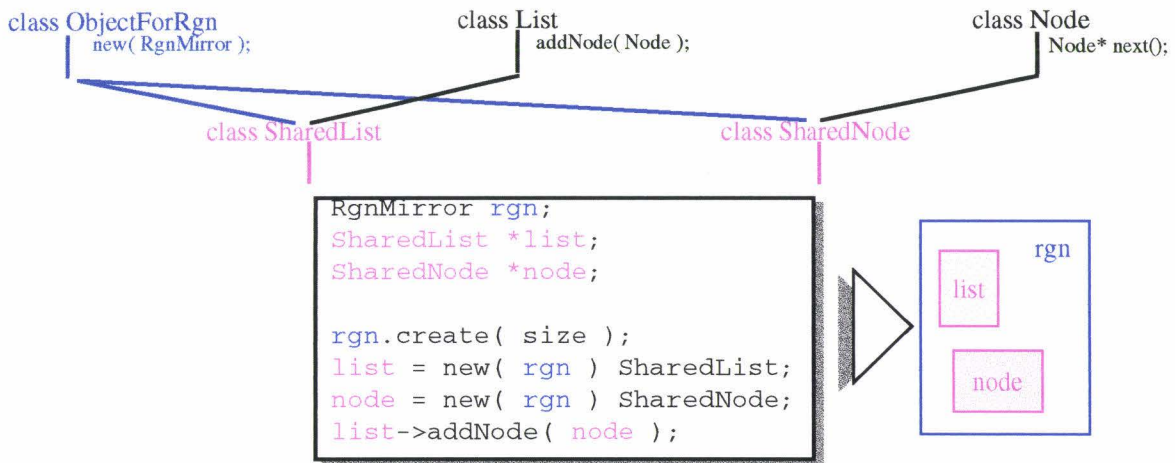 class ObjectForRgn
new( RgnMirror );
class List
addNode( Node );
class Node
Node* next();
class SharedList
class SharedNode
RgnMirror rgn;
SharedList *list;
SharedNode *node;
rgn.create( size );
list = new( rgn ) SharedList;
node = new( rgn ) SharedNode;
list->addNode( node );
rgn
list
node